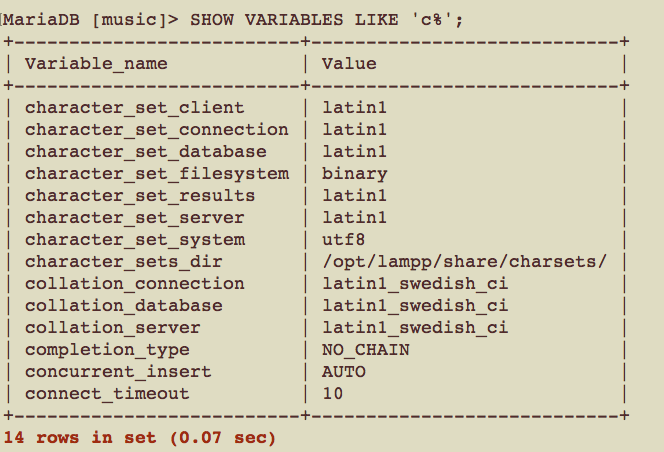 MariaDB [music]> SHOW VARIABLES LIKE 'c%';
+--------------------------+----------------------------+
| Variable_name            | Value                      |
+--------------------------+----------------------------+
| character_set_client     | latin1                     |
| character_set_connection | latin1                     |
| character_set_database   | latin1                     |
| character_set_filesystem | binary                     |
| character_set_results    | latin1                     |
| character_set_server     | latin1                     |
| character_set_system     | utf8                       |
| character_sets_dir       | /opt/lampp/share/charsets/ |
| collation_connection     | latin1_swedish_ci          |
| collation_database       | latin1_swedish_ci          |
| collation_server         | latin1_swedish_ci          |
| completion_type          | NO_CHAIN                   |
| concurrent_insert        | AUTO                       |
| connect_timeout          | 10                         |
+--------------------------+----------------------------+
14 rows in set (0.07 sec)